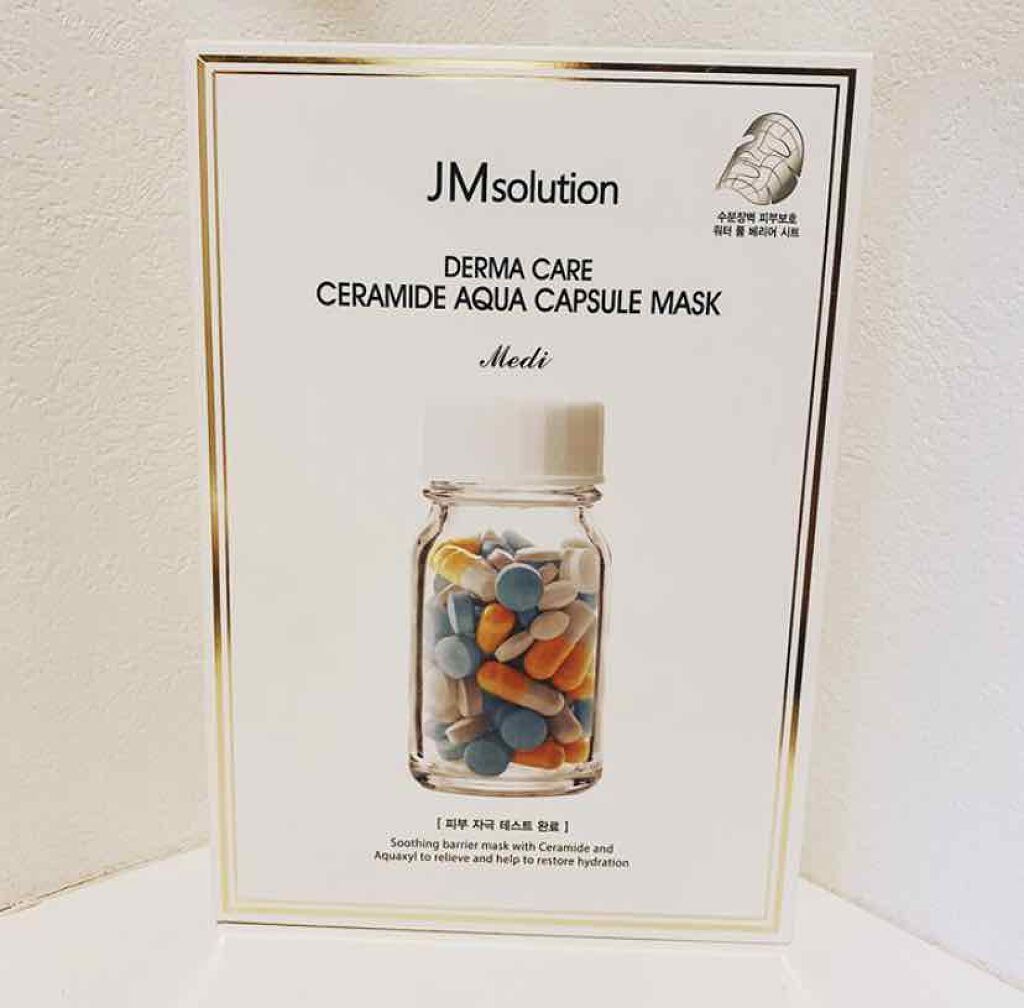 JMsolution
수분장벽 피부보호
워터 풀 베리어 시트
DERMA CARE
CERAMIDE AQUA CAPSULE MASK
Medi
[ 피부 자극 테스트 완료 ]
Soothing barrier mask with Ceramide and
Aquaxyl to relieve and help to restore hydration